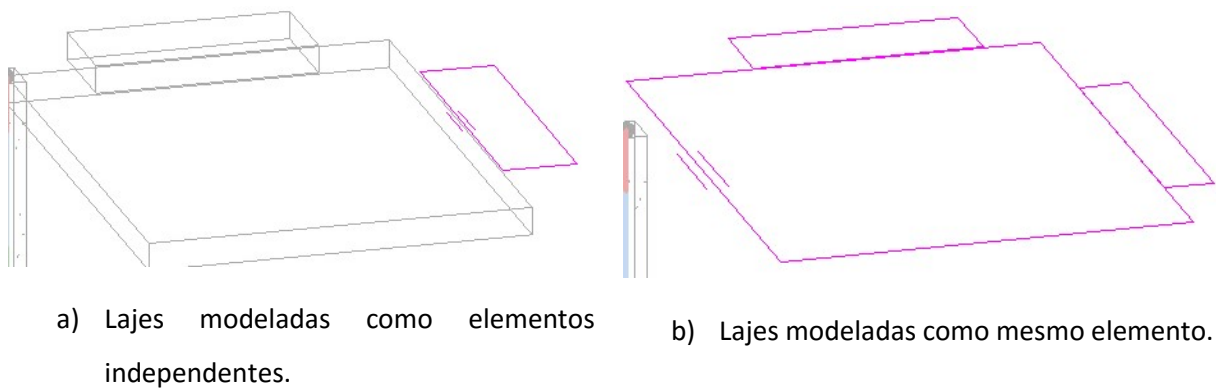 a) Lajes modeladas como elementos
independentes.
b) Lajes modeladas como mesmo elemento.